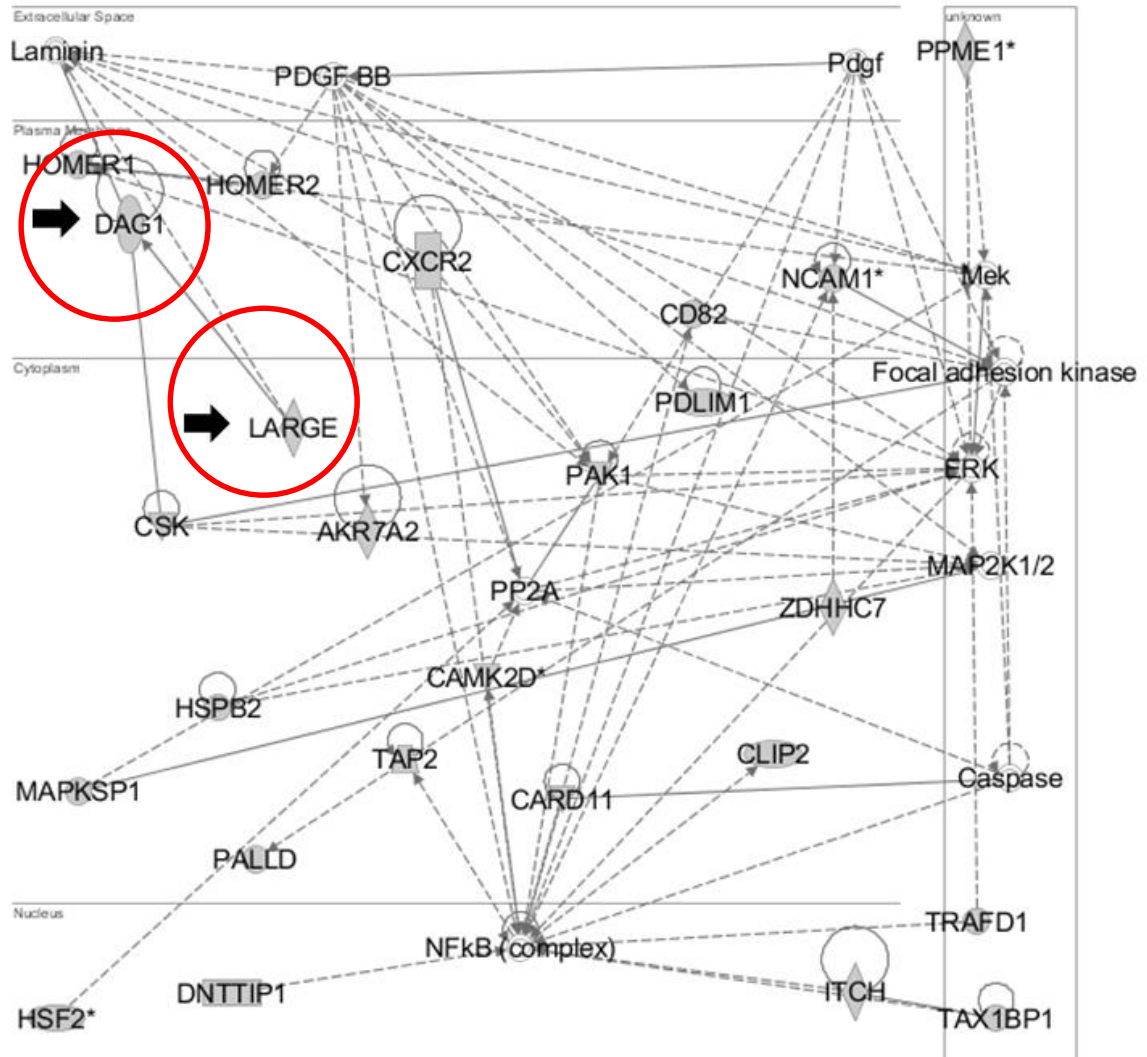 Extracellular Space
unknown
Laminin
PDGF BB
Pdgf
PPME1*
Plasma Membrane
HOMER1
HOMER2
DAG1
CXCR2
NCAM1*
Mek
CD82
Cytoplasm
Focal adhesion kinase
PDLIM1
LARGE
PAK1
ERK
CSK
AKR7A2
MAP2K1/2
PP2A
ZDHHC7
CAMK2D*
HSPB2
TAP2
CLIP2
MAPKSP1
CARD11
Caspase
PALLD
Nucleus
TRAFD1
NFkB (complex)
DNTTIP1
ITCH
HSF2*
TAX1BP1